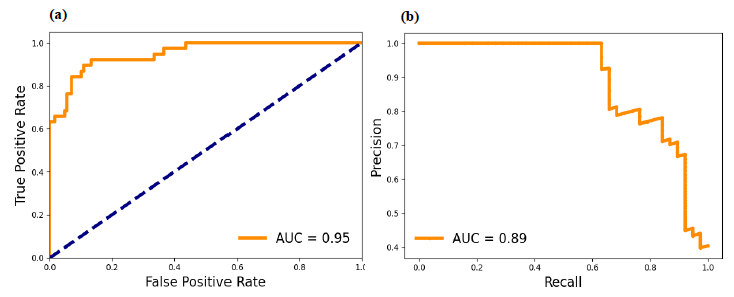 (a)
(b)
1.0
0.8
0.6
0.4
0.2
0.0
True Positive Rate
0.0 0.2 0.4 0.6 0.8 1.0
False Positive Rate
AUC = 0.95
1.0
0.9
0.8
0.7
0.6
0.5
0.4
Precision
0.0 0.2 0.4 0.6 0.8 1.0
Recall
AUC = 0.89